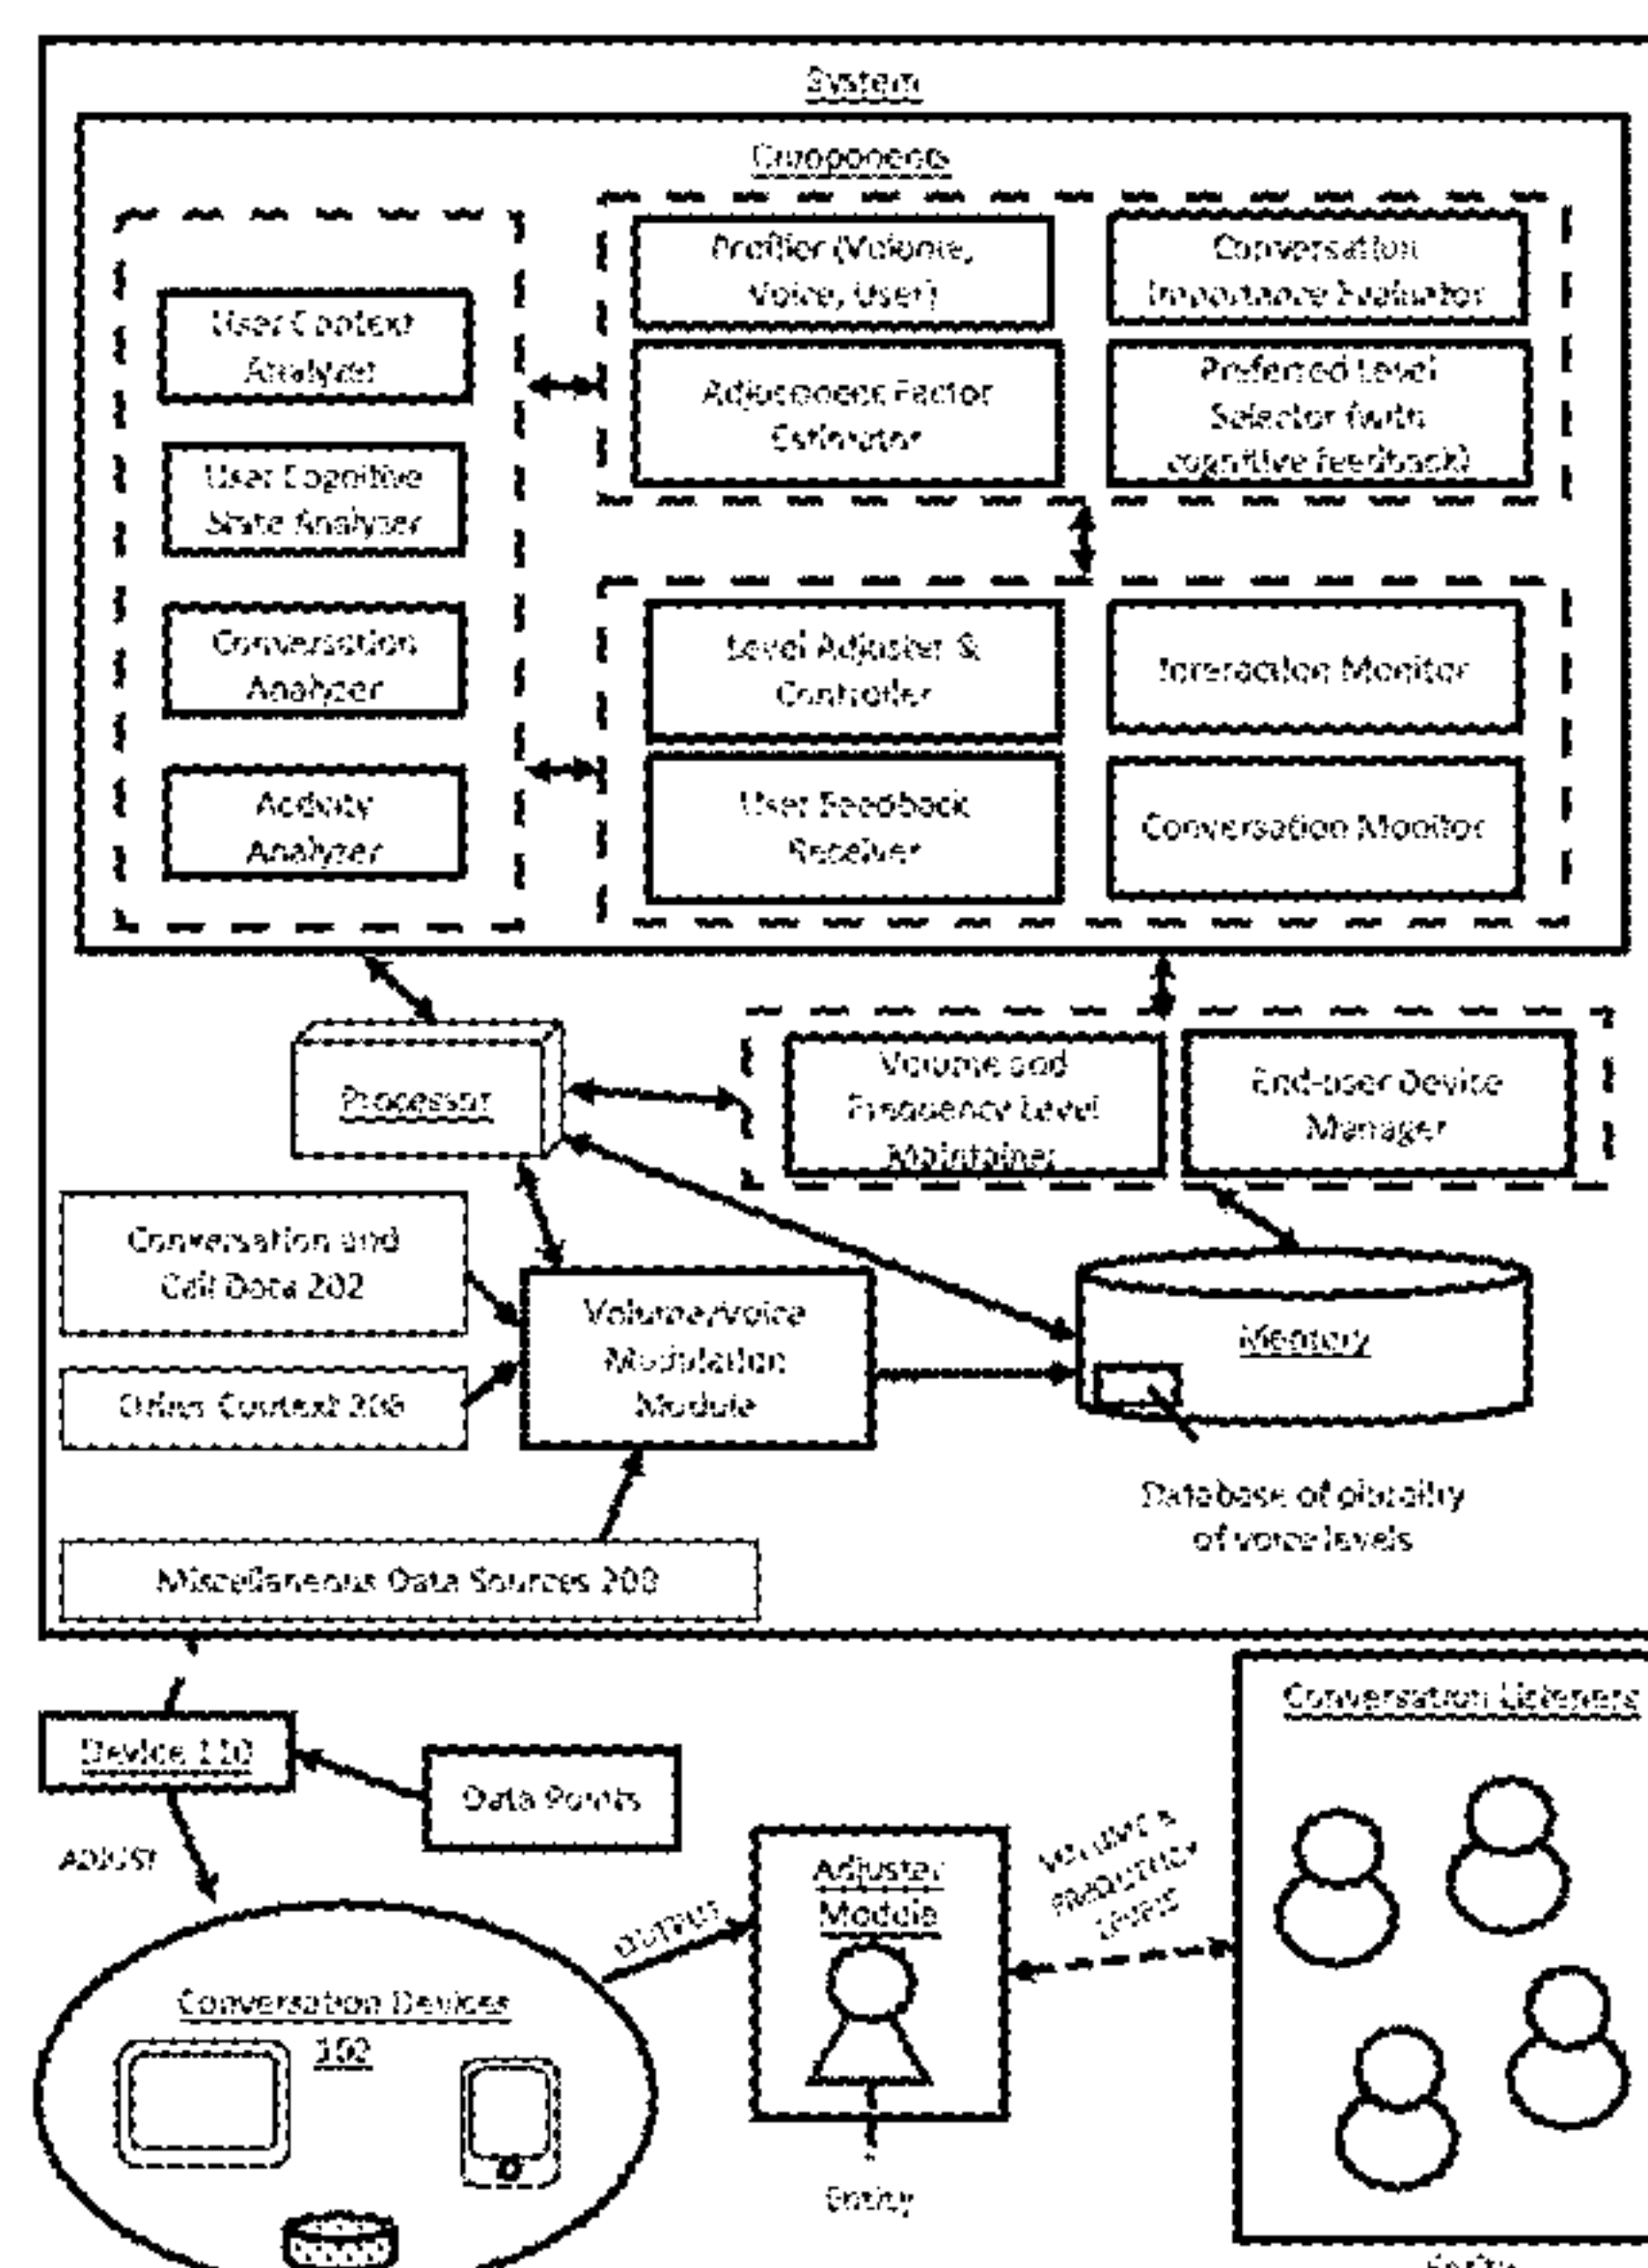 System
Components
Profiler (Volume,
Voice, User)
Conversation
Importance Evaluator
User Context
Analyzer
Adjustment Factor
Estimator
Preferred Level
Selector (with
cognitive feedback)
User Cognitive
State Analyzer
Conversation
Analyzer
Level Adjuster &
Controller
Interaction Monitor
Activity
Analyzer
User Feedback
Receiver
Conversation Monitor
Processor
Volume and
Frequency Level
Maintainer
End-user Device
Manager
Conversation and
Call Data 202
Volume/Voice
Modulation
Module
Memory
Other Context 206
Database of plurality
of voice levels
Miscellaneous Data Sources 208
Conversation Listeners
Device 110
Data Points
ADJUST
Adjuster
Module
VOLUME &
FREQUENCY
LEVELS
OUTPUT
Conversation Devices
102
Entity